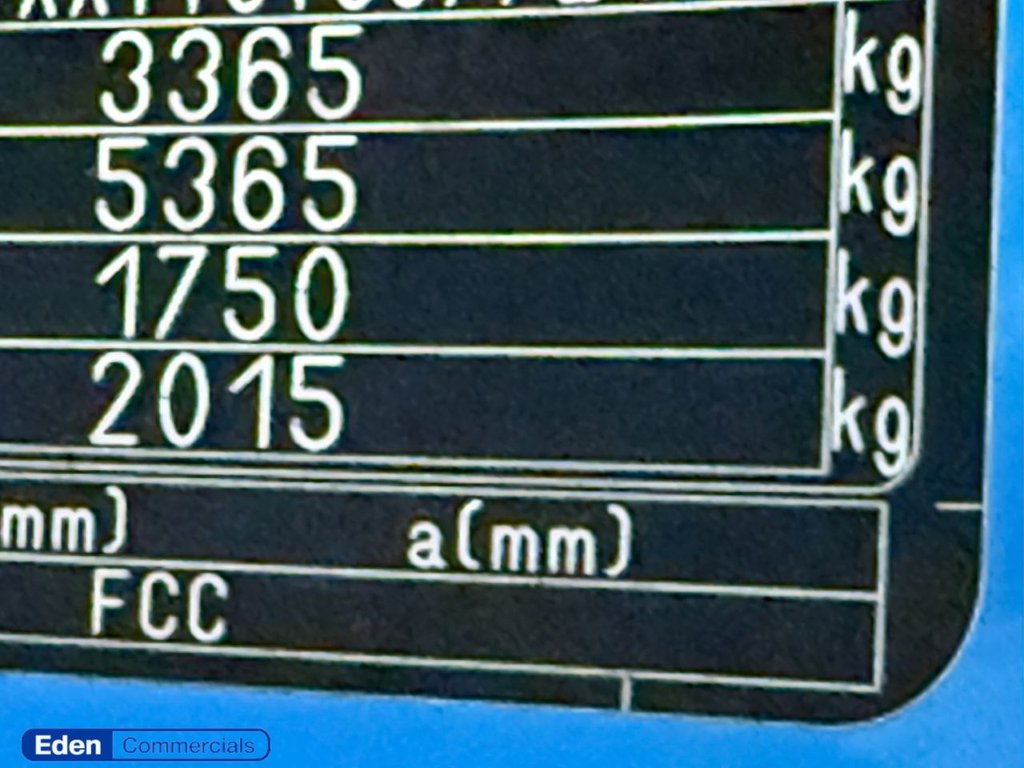 3365 kg
5365 kg
1750 kg
2015 kg
mm) a(mm)
FCC
Eden Commercials